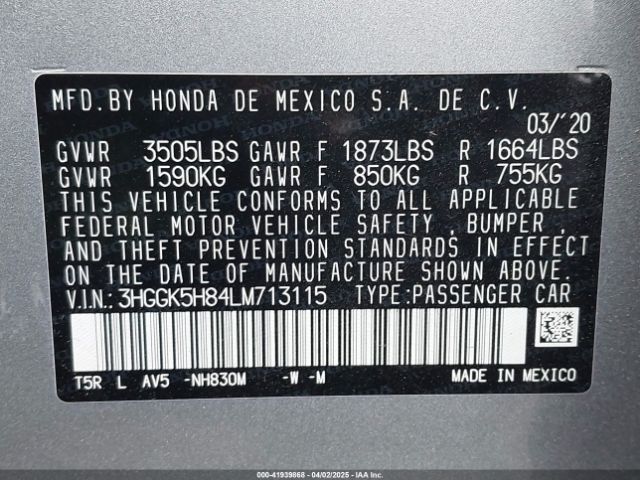 MFD. BY HONDA DE MEXICO S.A. DE C.V.
03/'20
GVWR 3505LBS GAWR F 1873LBS R 1664LBS
GVWR 1590KG GAWR F 850KG R 755KG
THIS VEHICLE CONFORMS TO ALL APPLICABLE
FEDERAL MOTOR VEHICLE SAFETY , BUMPER ,
AND THEFT PREVENTION STANDARDS IN EFFECT
ON THE DATE OF MANUFACTURE SHOWN ABOVE.
V.I.N.: 3HGGK5H84LM713115 TYPE:PASSENGER CAR
T5R L AV5 -NH830M -W -M MADE IN MEXICO
000-41939868 - 04/02/2025 - IAA Inc.